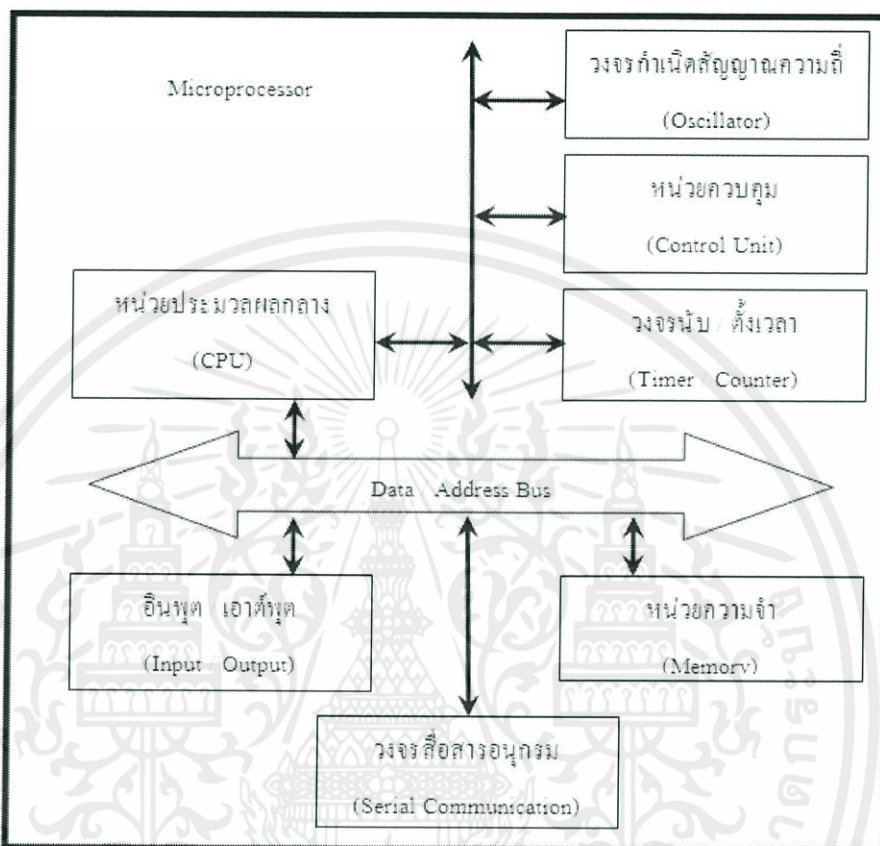 Microprocessor
วงจรกำเนิดสัญญาณความถี่
(Oscillator)
หน่วยควบคุม
(Control Unit)
หน่วยประมวลผลกลาง
(CPU)
วงจรนับ / ตั้งเวลา
(Timer / Counter)
Data / Address Bus
อินพุต / เอาต์พุต
(Input / Output)
หน่วยความจำ
(Memory)
วงจรสื่อสารอนุกรม
(Serial Communication)